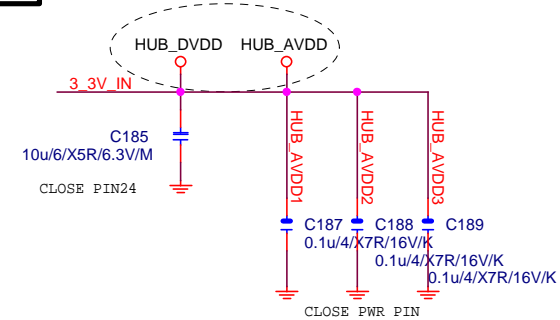 HUB_DVDD HUB_AVDD
3_3V_IN
C185
10u/6/X5R/6.3V/M
CLOSE PIN24
HUB_AVDD1
HUB_AVDD2
HUB_AVDD3
C187 C188 C189
0.1u/4/X7R/16V/K
0.1u/4/X7R/16V/K
0.1u/4/X7R/16V/K
CLOSE PWR PIN